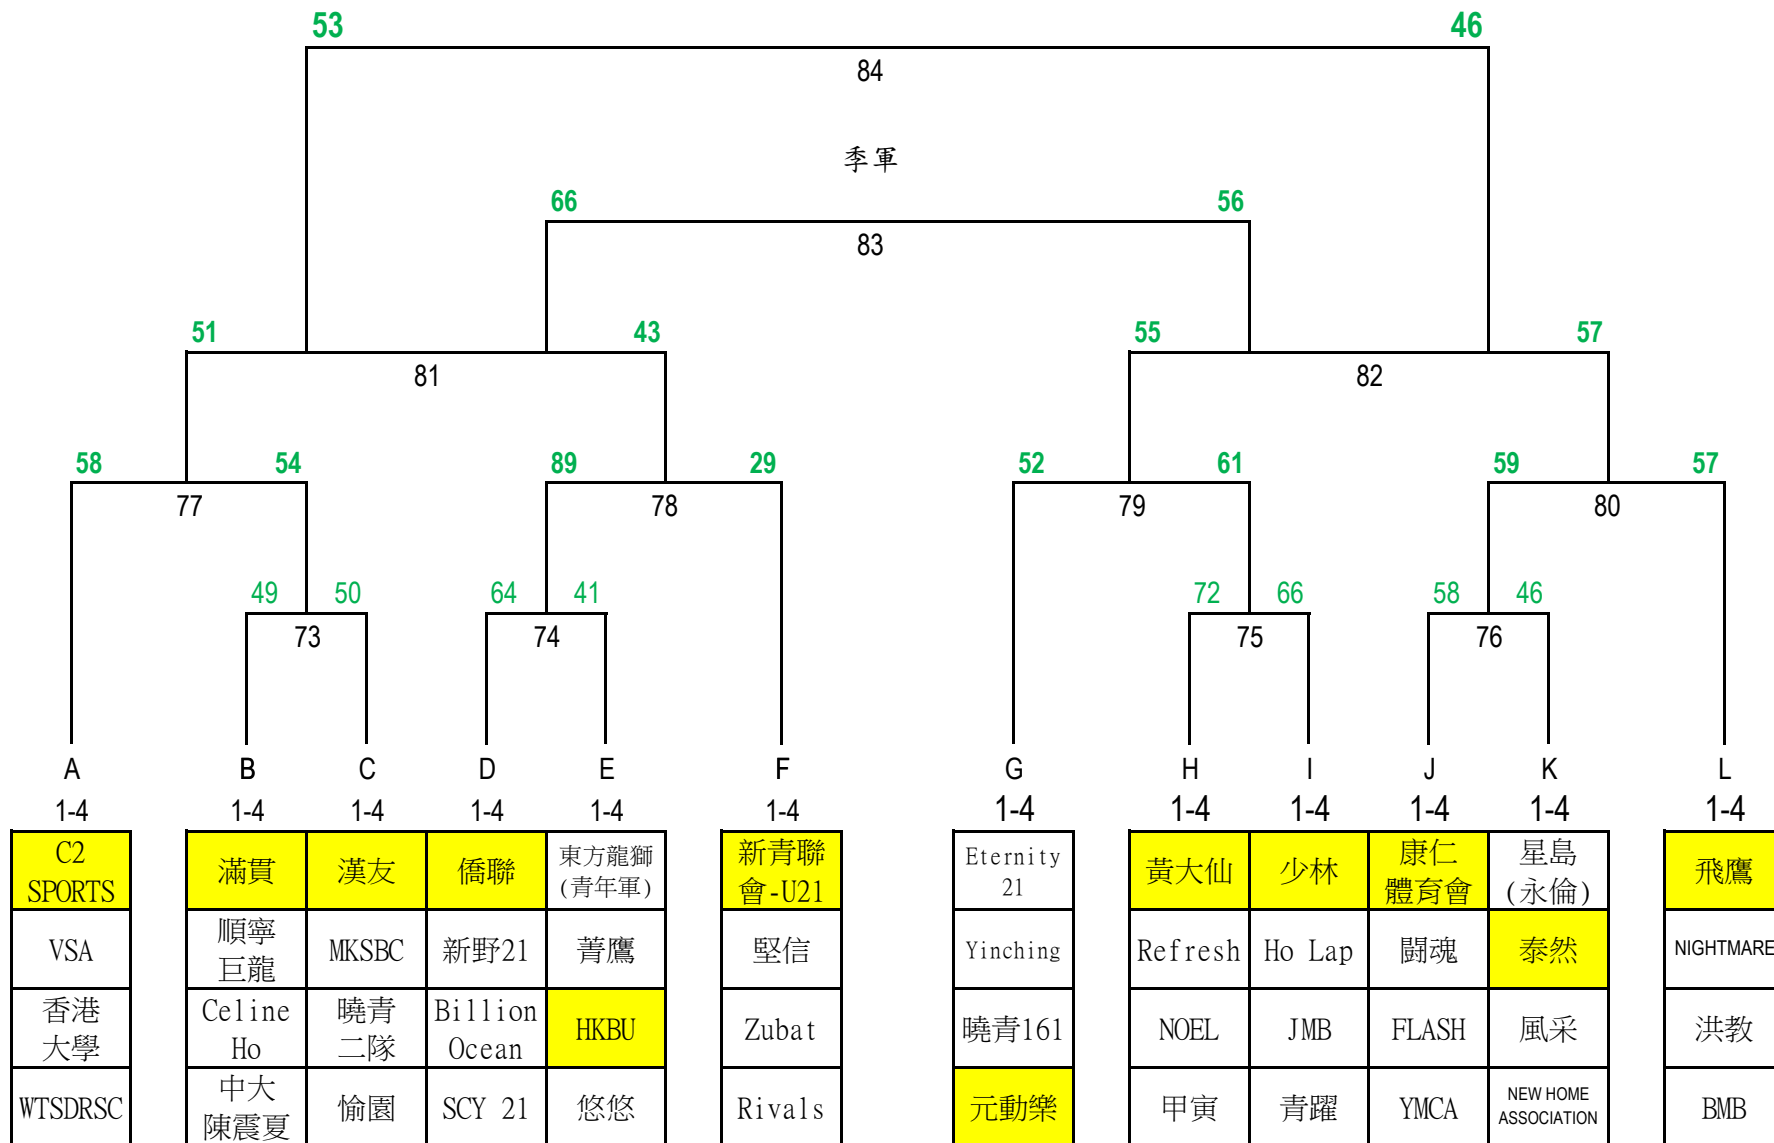 53 46
84
季軍
66 56
83
51 43 55 57
81 82
58 54 89 29 52 61 59 57
77 78 79 80
49 50 64 41 72 66 58 46
73 74 75 76
A B C D E F G H I J K L
1-4 1-4 1-4 1-4 1-4 1-4 1-4 1-4 1-4 1-4 1-4 1-4
C2
SPORTS
滿貫
漢友
僑聯
東方龍獅
(青年軍)
新青聯
會-U21
Eternity
21
黃大仙
少林
康仁
體育會
星島
(永倫)
飛鷹
VSA
順寧
巨龍
MKSBC
新野21
菁鷹
堅信
Yinching
Refresh
Ho Lap
闘魂
泰然
NIGHTMARE
香港
大學
Celine
Ho
曉青
二隊
Billion
Ocean
HKBU
Zubat
曉青161
NOEL
JMB
FLASH
風采
洪教
WTSDRSC
中大
陳震夏
愉園
SCY 21
悠悠
Rivals
元動樂
甲寅
青躍
YMCA
NEW HOME
ASSOCIATION
BMB